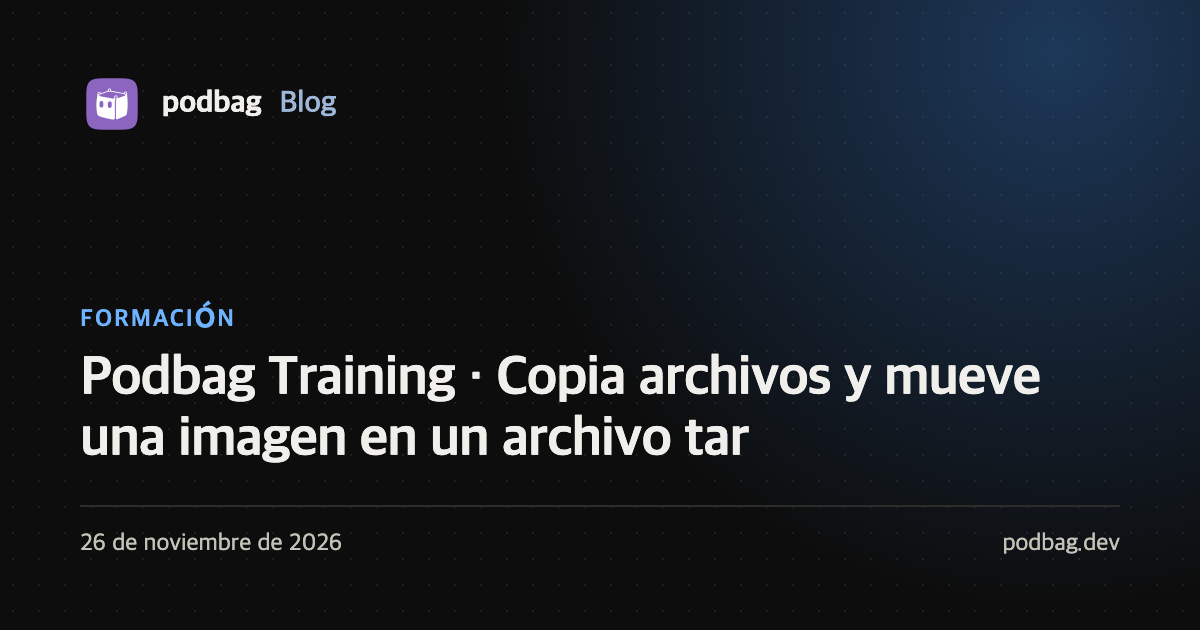 podbag Blog
FORMACIÓN
Podbag Training · Copia archivos y mueve
una imagen en un archivo tar
26 de noviembre de 2026
podbag.dev